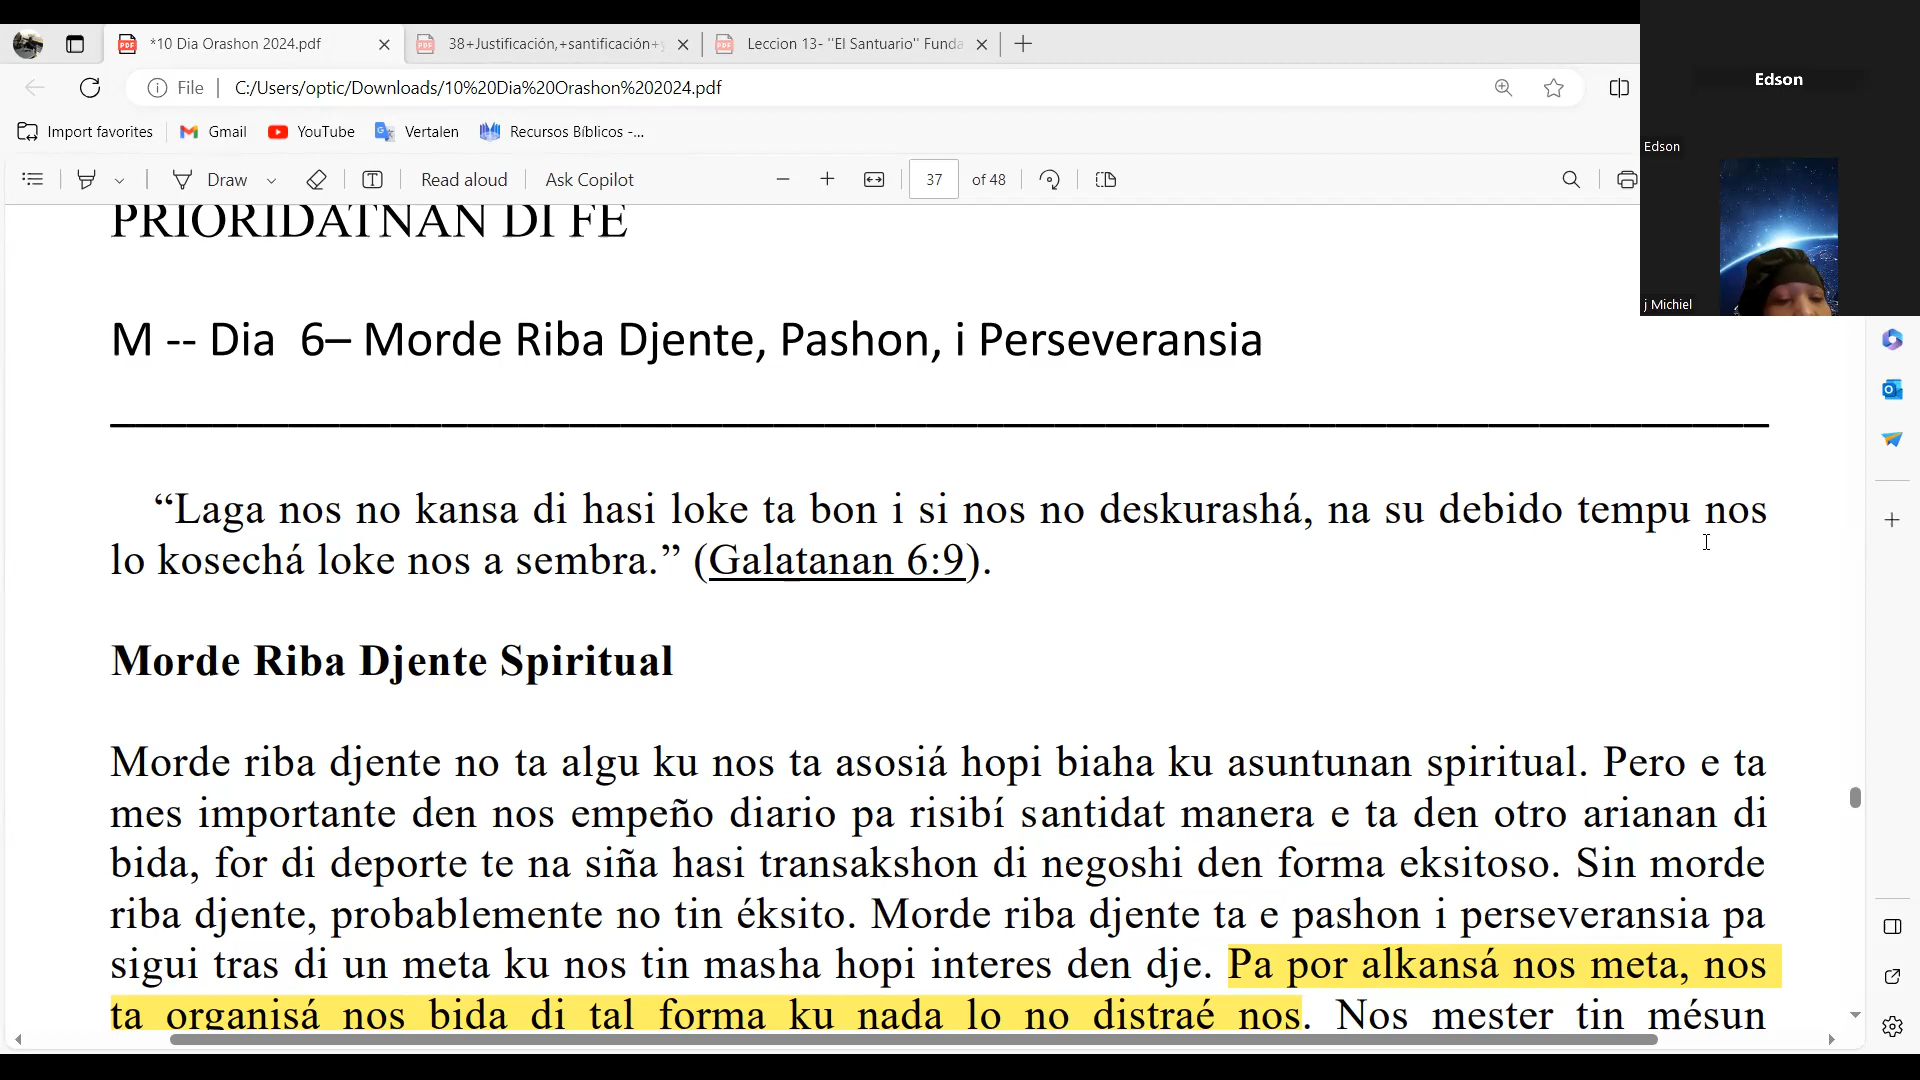 *10 Dia Orashon 2024.pdf
38+Justificación,+santificación+y
Leccion 13- "El Santuario" Funda
File
C:/Users/optic/Downloads/10%20Dia%20Orashon%202024.pdf
Import favorites
Gmail
YouTube
Vertalen
Recursos Bíblicos -...
Draw
Read aloud
Ask Copilot
37 of 48
Edson
Edson
j Michiel
PRIORIDATNAN DI FE
M -- Dia 6– Morde Riba Djente, Pashon, i Perseveransia
“Laga nos no kansa di hasi loke ta bon i si nos no deskurashá, na su debido tempu nos
lo kosechá loke nos a sembra.” (Galatanan 6:9).
Morde Riba Djente Spiritual
Morde riba djente no ta algu ku nos ta asosiá hopi biaha ku asuntunan spiritual. Pero e ta
mes importante den nos empeño diario pa risibí santidat manera e ta den otro arianan di
bida, for di deporte te na siña hasi transakshon di negoshi den forma eksitoso. Sin morde
riba djente, probablemente no tin éksito. Morde riba djente ta e pashon i perseveransia pa
sigui tras di un meta ku nos tin masha hopi interes den dje. Pa por alkansá nos meta, nos
ta organisá nos bida di tal forma ku nada lo no distraé nos. Nos mester tin mésun